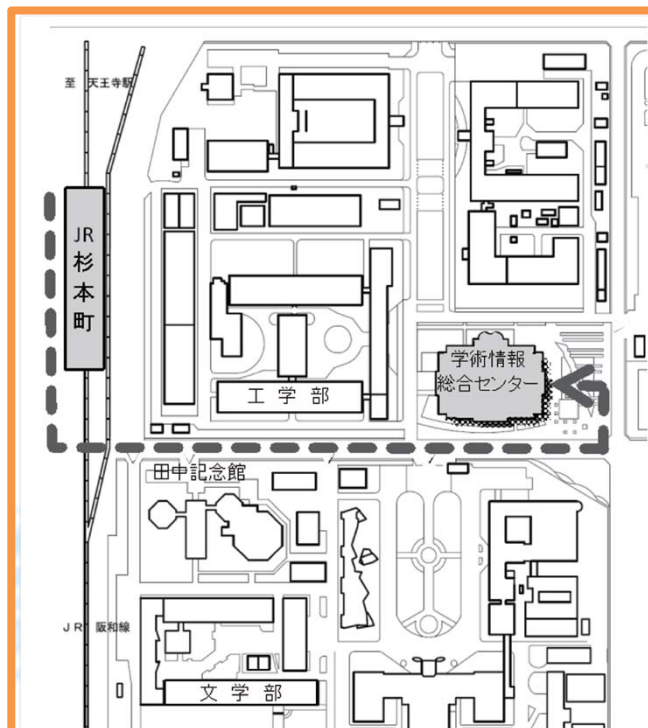 至 天王寺駅
JR
杉
本
町
学術情報
総合センター
工 学 部
田中記念館
JR 阪和線
文 学 部